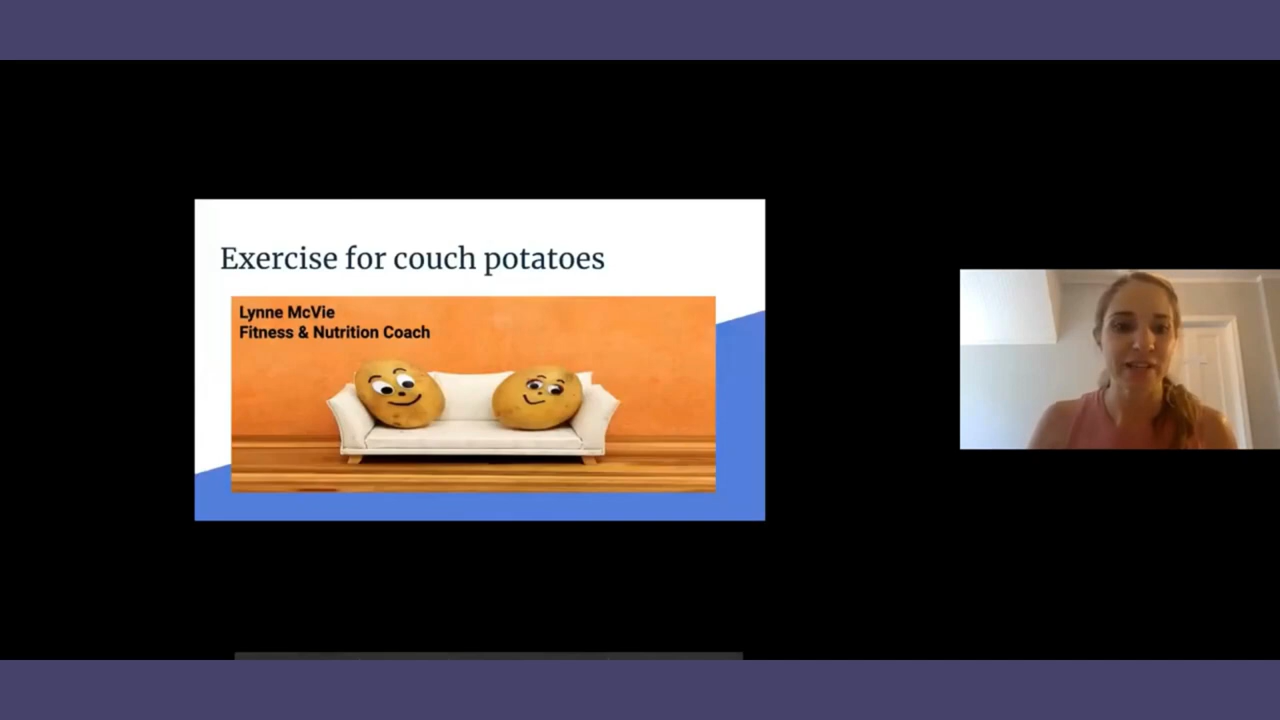 Exercise for couch potatoes
Lynne McVie
Fitness & Nutrition Coach